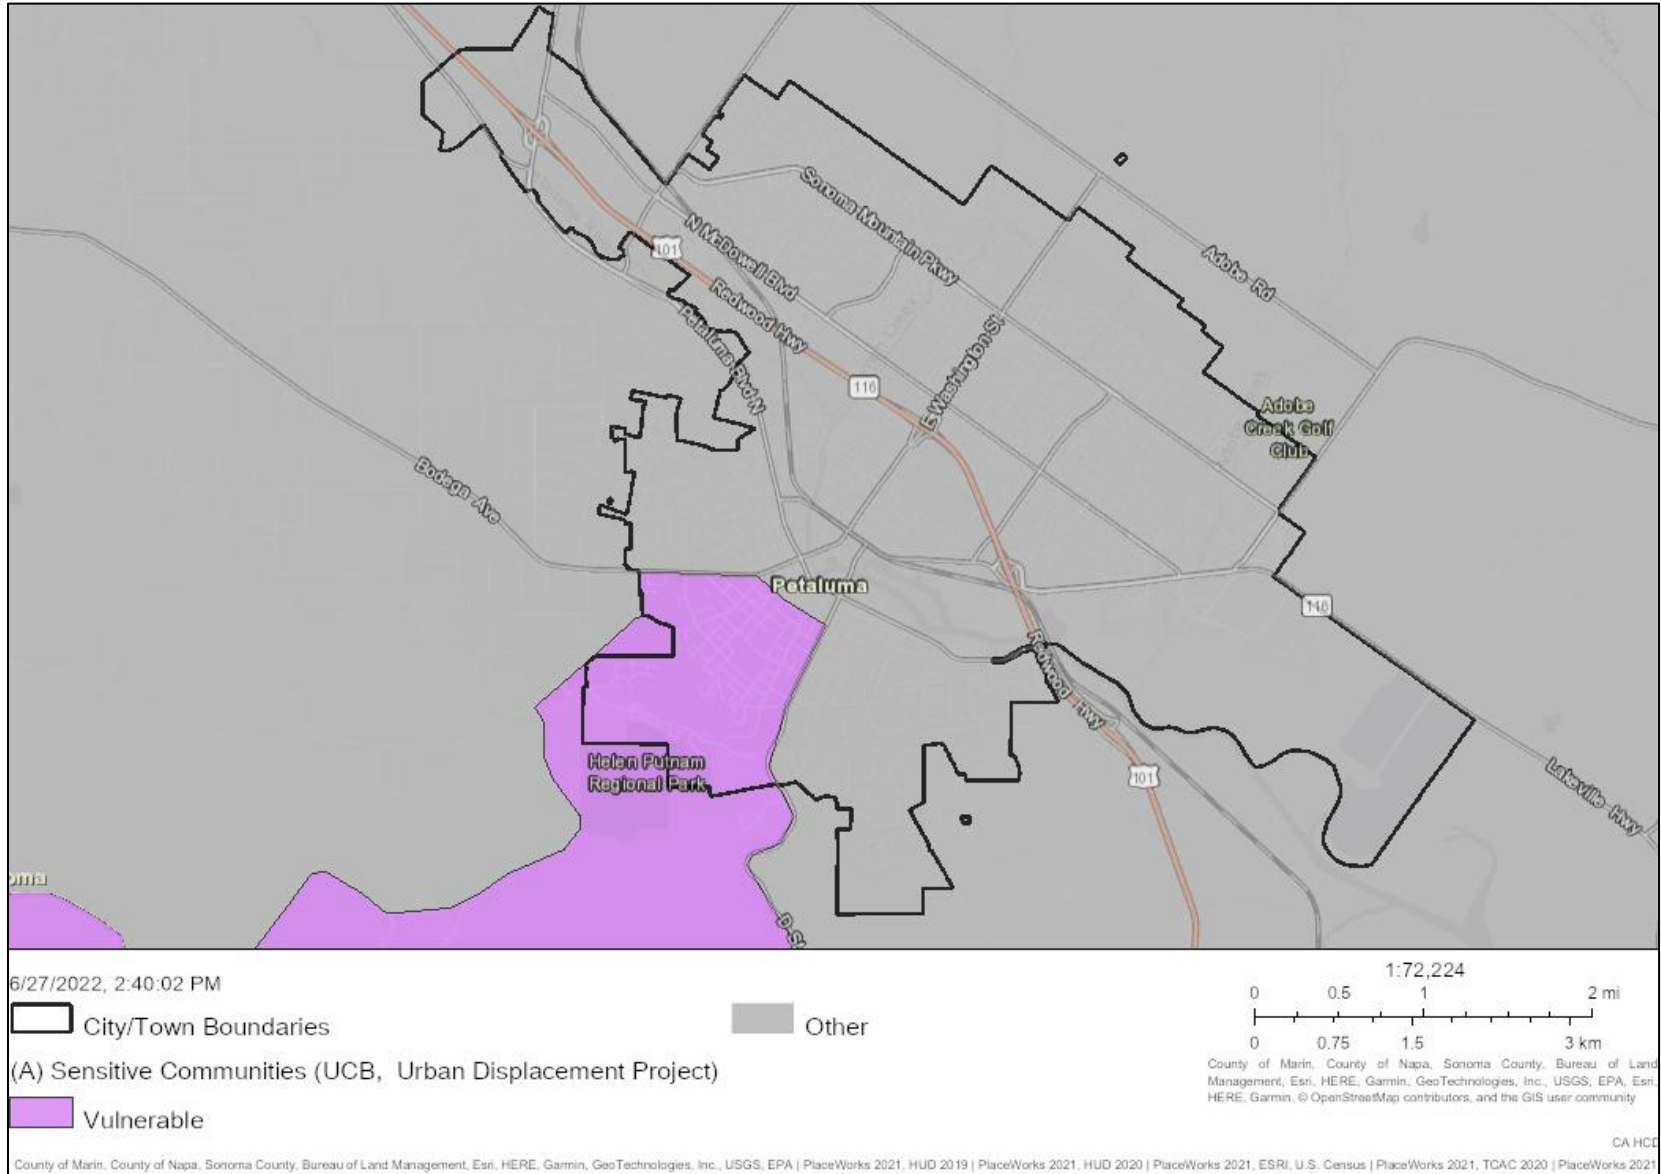 Creek
101
Sonoma Mountain Pkwy
N McDowell Blvd
Redwood Hwy
Petaluma Blvd N
116
E Washington St
Adobe Rd
Adobe
Creek Golf
Club
Bodega Ave
Petaluma
116
Redwood Hwy
Helen Putnam
Regional Park
101
Lakeville Hwy
oma
D St
6/27/2022, 2:40:02 PM
City/Town Boundaries
Other
(A) Sensitive Communities (UCB, Urban Displacement Project)
Vulnerable
1:72,224
0 0.5 1 2 mi
0 0.75 1.5 3 km
County of Marin, County of Napa, Sonoma County, Bureau of Land
Management, Esri, HERE, Garmin, GeoTechnologies, Inc., USGS, EPA, Esri,
HERE, Garmin, © OpenStreetMap contributors, and the GIS user community
CA HCD
County of Marin, County of Napa, Sonoma County, Bureau of Land Management, Esri, HERE, Garmin, GeoTechnologies, Inc., USGS, EPA | PlaceWorks 2021, HUD 2019 | PlaceWorks 2021, HUD 2020 | PlaceWorks 2021, ESRI, U.S. Census | PlaceWorks 2021, TCAC 2020 | PlaceWorks 2021